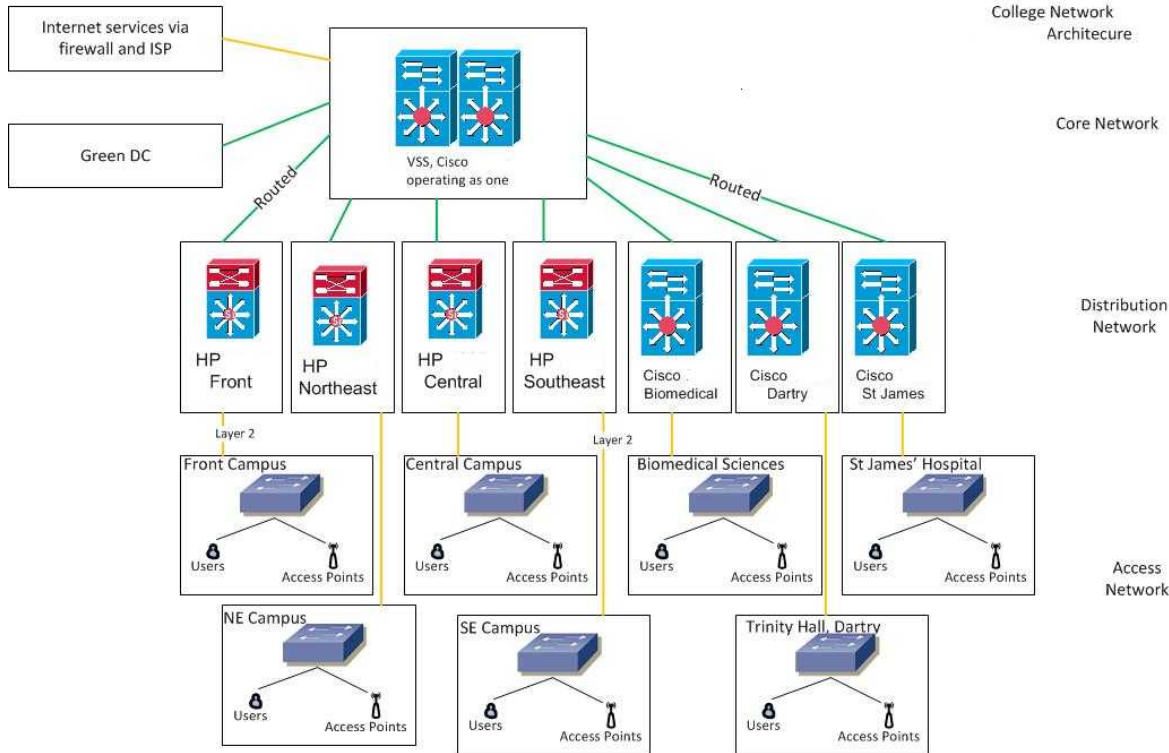 College Network
Architecure
Internet services via
firewall and ISP
Core Network
Green DC
VSS, Cisco
operating as one
Routed
Routed
Distribution
Network
HP
Front
HP
Northeast
HP
Central
HP
Southeast
Cisco
Biomedical
Cisco
Dartry
Cisco
St James
Layer 2
Layer 2
Front Campus
Users
Access Points
Central Campus
Users
Access Points
Biomedical Sciences
Users
Access Points
St James' Hospital
Users
Access Points
Access
Network
NE Campus
Users
Access Points
SE Campus
Users
Access Points
Trinity Hall, Dartry
Users
Access Points